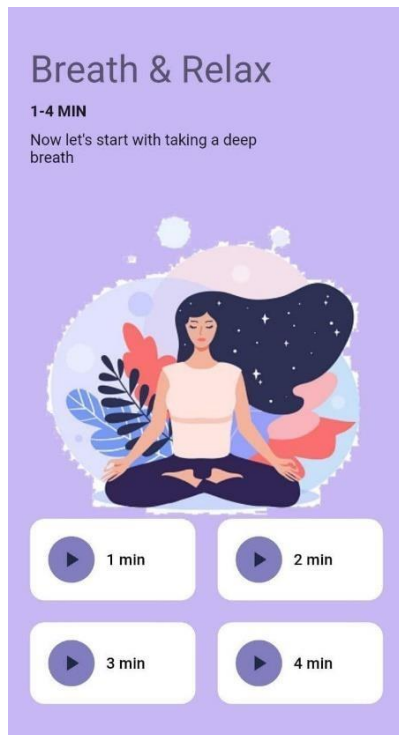 Breath & Relax
1-4 MIN
Now let's start with taking a deep
breath
1 min
2 min
3 min
4 min